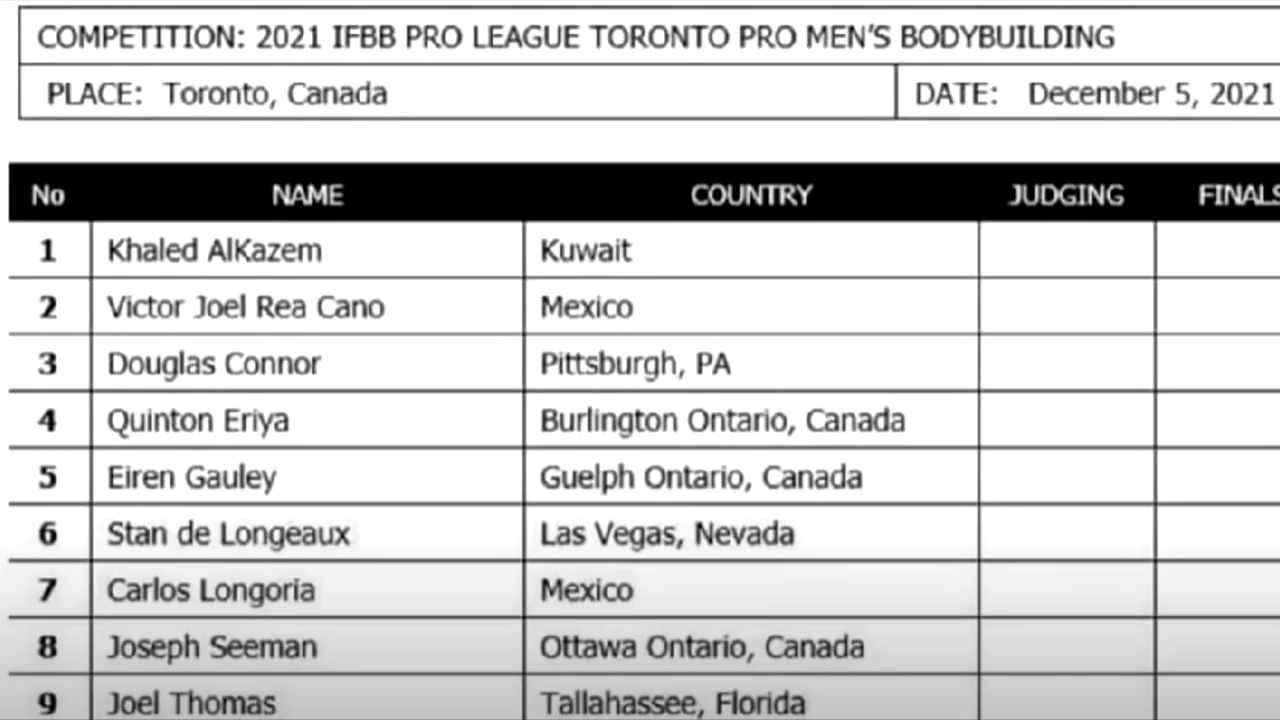 COMPETITION: 2021 IFBB PRO LEAGUE TORONTO PRO MEN'S BODYBUILDING
PLACE: Toronto, Canada DATE: December 5, 2021
No NAME COUNTRY JUDGING FINALS
1 Khaled AlKazem Kuwait
2 Victor Joel Rea Cano Mexico
3 Douglas Connor Pittsburgh, PA
4 Quinton Eriya Burlington Ontario, Canada
5 Eiren Gauley Guelph Ontario, Canada
6 Stan de Longeaux Las Vegas, Nevada
7 Carlos Longoria Mexico
8 Joseph Seeman Ottawa Ontario, Canada
9 Joel Thomas Tallahassee, Florida